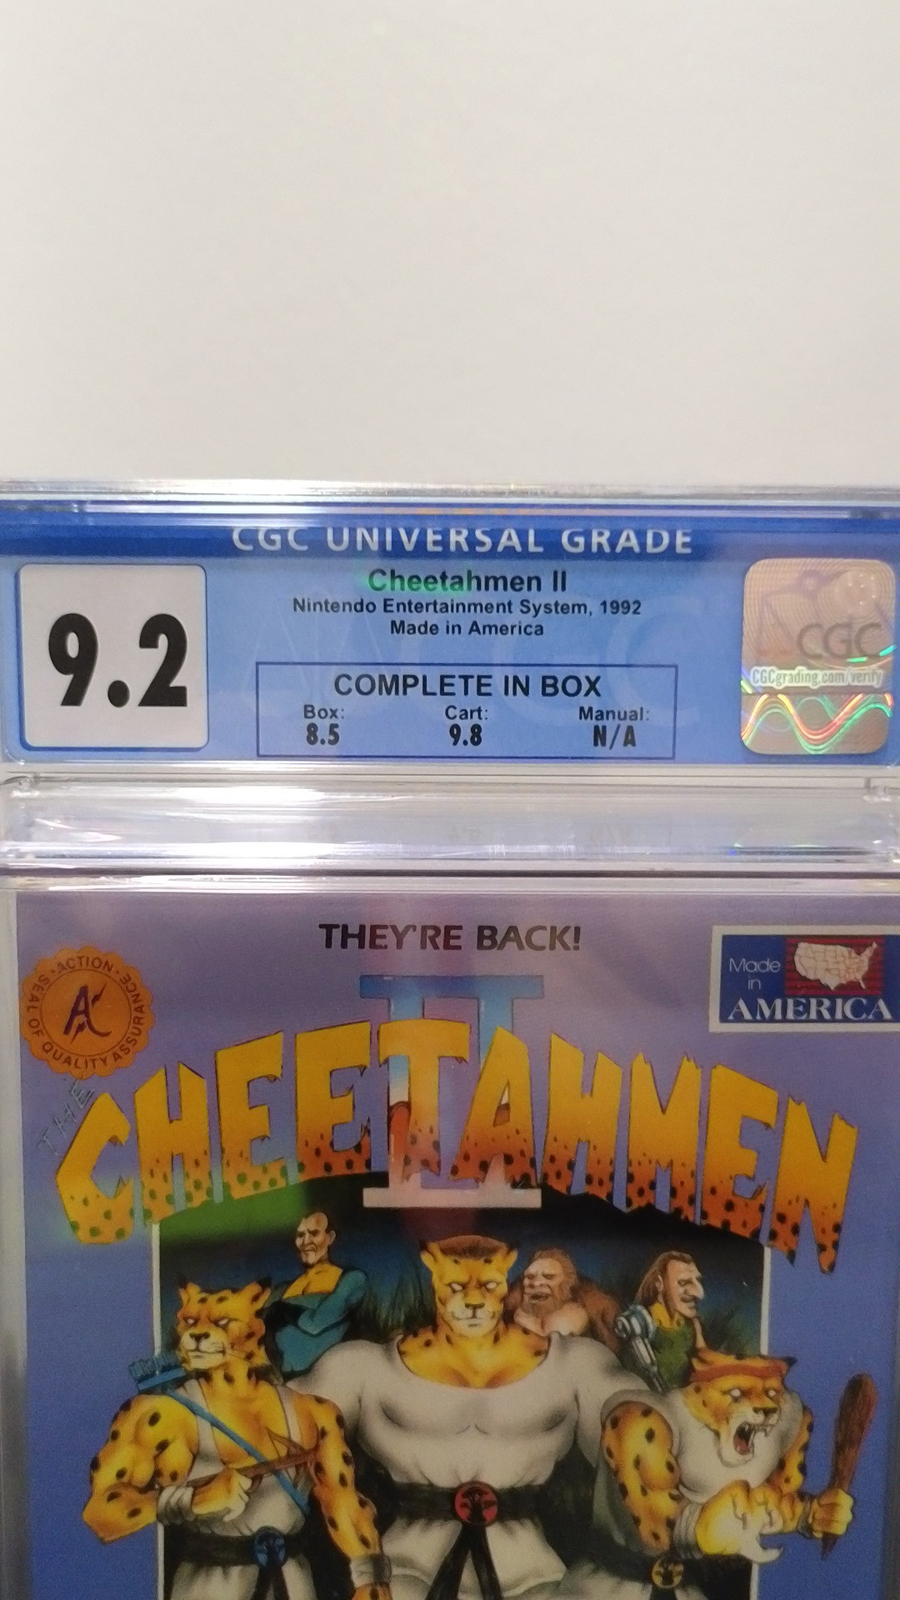 CGC UNIVERSAL GRADE
9.2
Cheetahmen II
Nintendo Entertainment System, 1992
Made in America
COMPLETE IN BOX
Box: Cart: Manual:
8.5 9.8 N/A
CGC
CGCgrading.com/verify
THEY'RE BACK!
ACTION
SEAL OF QUALITY ASSURANCE
A
Made
in
AMERICA
II
THE
CHEETAHMEN